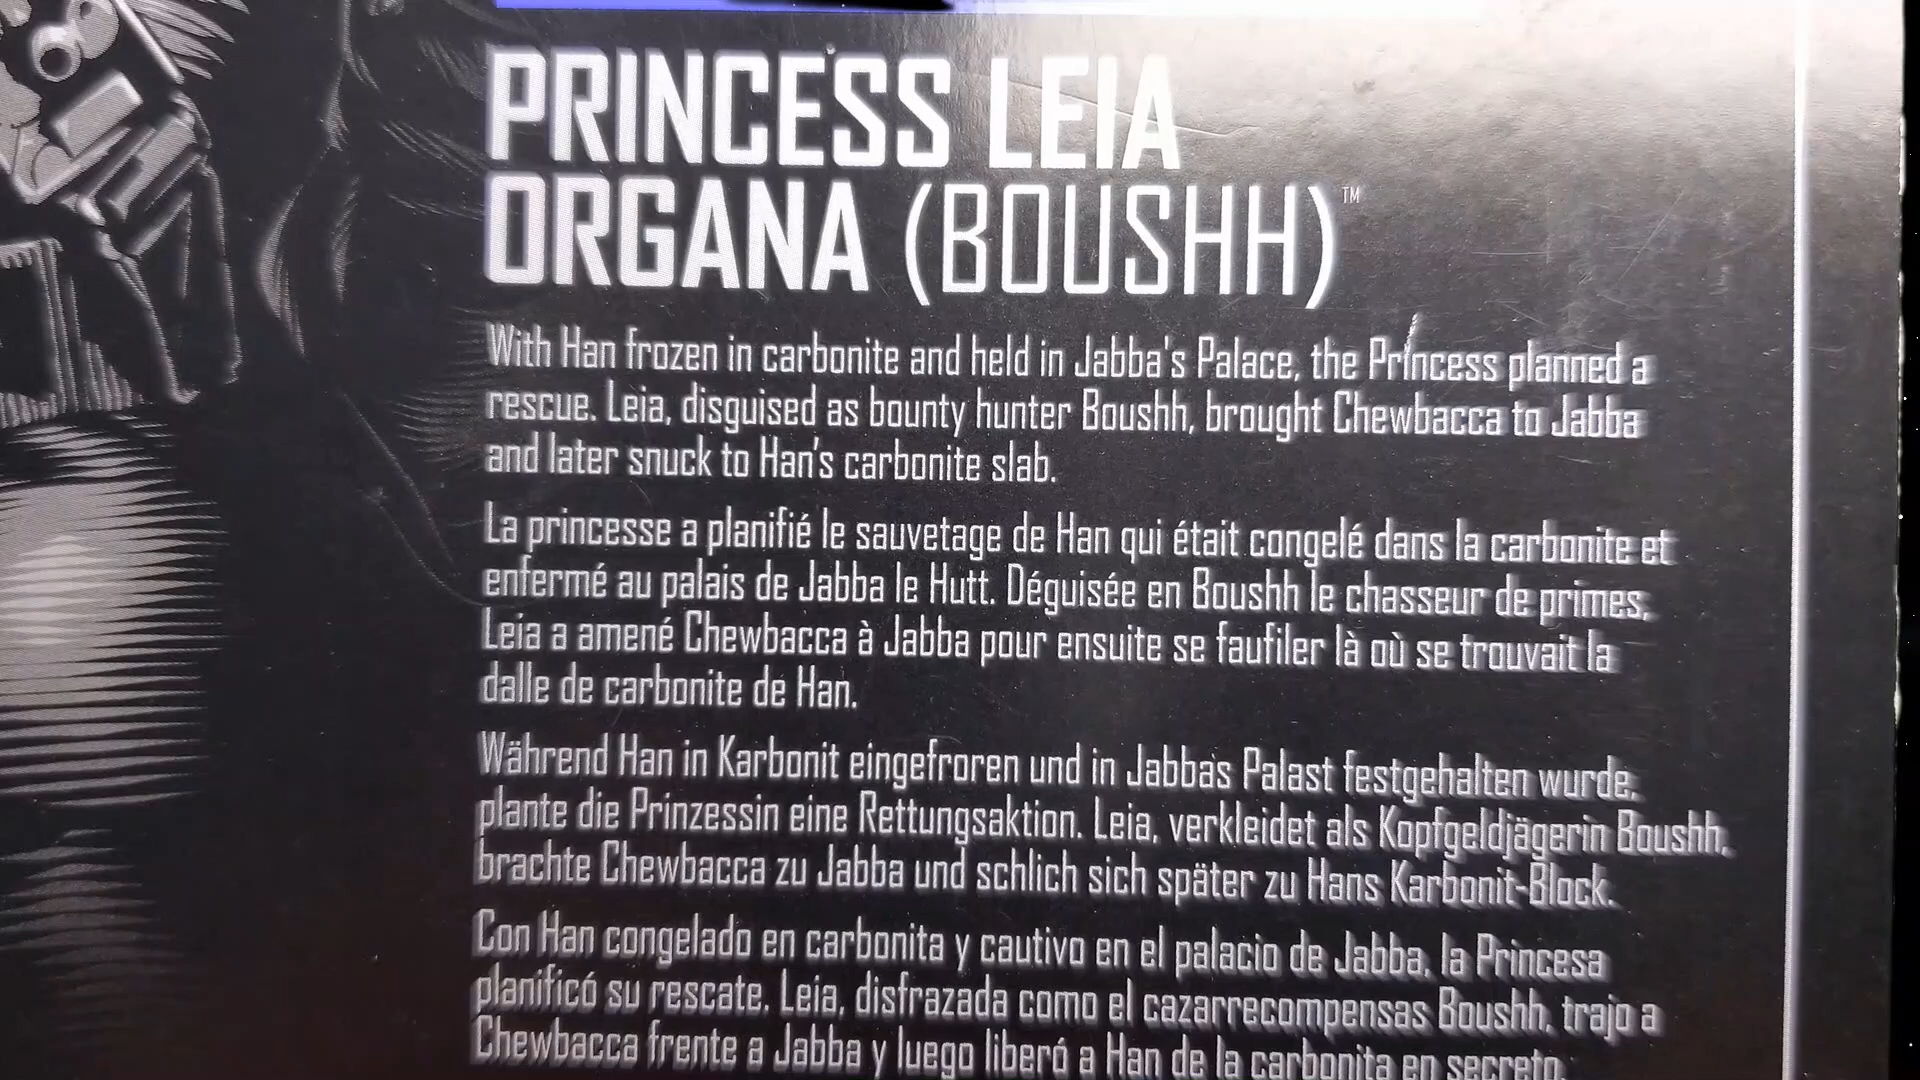 PRINCESS LEIA
ORGANA (BOUSHH)™
With Han frozen in carbonite and held in Jabba's Palace, the Princess planned a
rescue. Leia, disguised as bounty hunter Boushh, brought Chewbacca to Jabba
and later snuck to Han's carbonite slab.
La princesse a planifié le sauvetage de Han qui était congelé dans la carbonite et
enfermé au palais de Jabba le Hutt. Déguisée en Boushh le chasseur de primes,
Leia a amené Chewbacca à Jabba pour ensuite se faufiler là où se trouvait la
dalle de carbonite de Han.
Während Han in Karbonit eingefroren und in Jabbas Palast festgehalten wurde,
plante die Prinzessin eine Rettungsaktion. Leia, verkleidet als Kopfgeldjägerin Boushh,
brachte Chewbacca zu Jabba und schlich sich später zu Hans Karbonit-Block.
Con Han congelado en carbonita y cautivo en el palacio de Jabba, la Princesa
planificó su rescate. Leia, disfrazada como el cazarrecompensas Boushh, trajo a
Chewbacca frente a Jabba y luego liberó a Han de la carbonita en secreto.